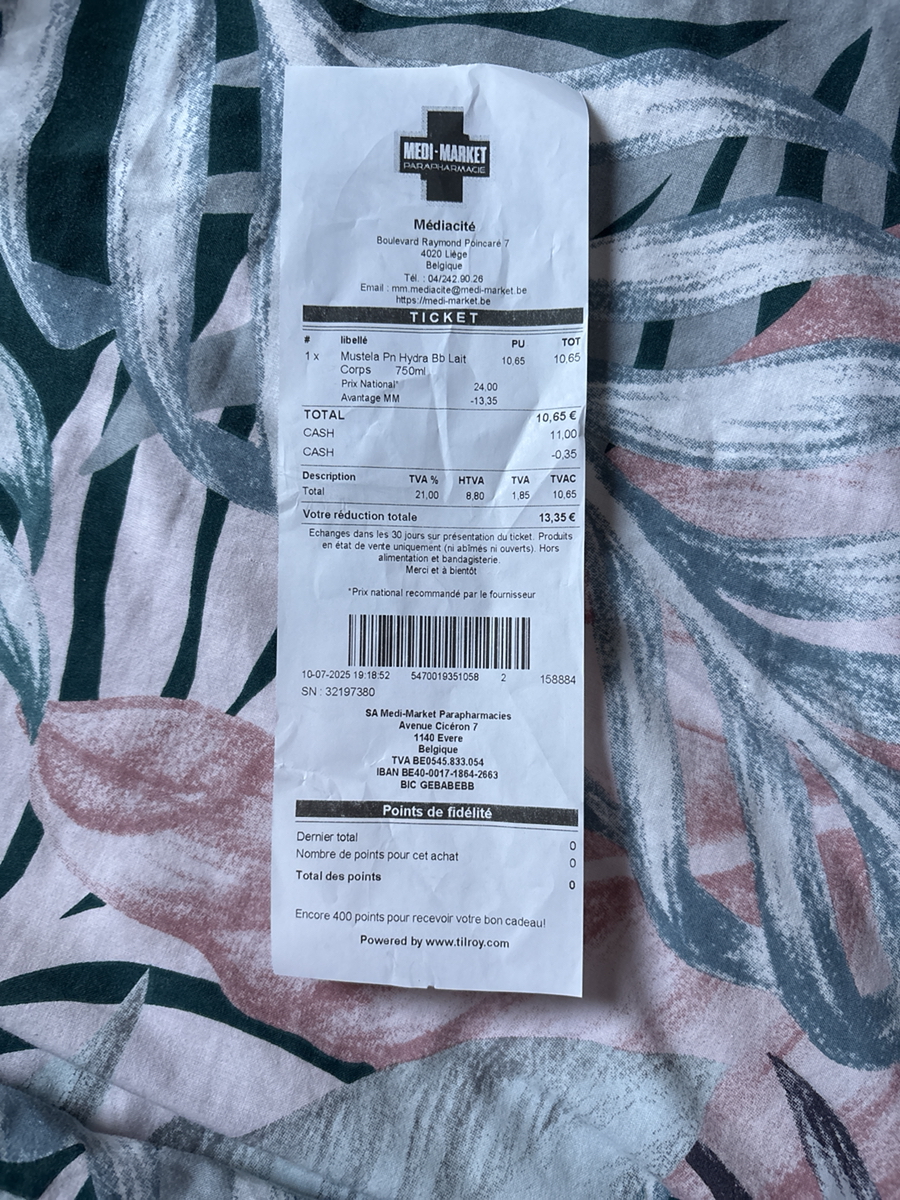 MEDI-MARKET
PARAPHARMACIE
Médiacité
Boulevard Raymond Poincaré 7
4020 Liége
Belgique
Tél. : 04/242.90.26
Email : mm.mediacite@medi-market.be
https://medi-market.be
TICKET
# libellé PU TOT
1 x Mustela Pn Hydra Bb Lait 10,65 10,65
Corps 750ml
Prix National* 24,00
Avantage MM -13,35
TOTAL 10,65 €
CASH 11,00
CASH -0,35
Description TVA % HTVA TVA TVAC
Total 21,00 8,80 1,85 10,65
Votre réduction totale 13,35 €
Echanges dans les 30 jours sur présentation du ticket. Produits
en état de vente uniquement (ni abîmés ni ouverts). Hors
alimentation et bandagisterie.
Merci et à bientôt
*Prix national recommandé par le fournisseur
10-07-2025 19:18:52 5470019351058 2 158884
SN : 32197380
SA Medi-Market Parapharmacies
Avenue Cicéron 7
1140 Evere
Belgique
TVA BE0545.833.054
IBAN BE40-0017-1864-2663
BIC GEBABEBB
Points de fidélité
Dernier total 0
Nombre de points pour cet achat 0
Total des points 0
Encore 400 points pour recevoir votre bon cadeau!
Powered by www.tilroy.com